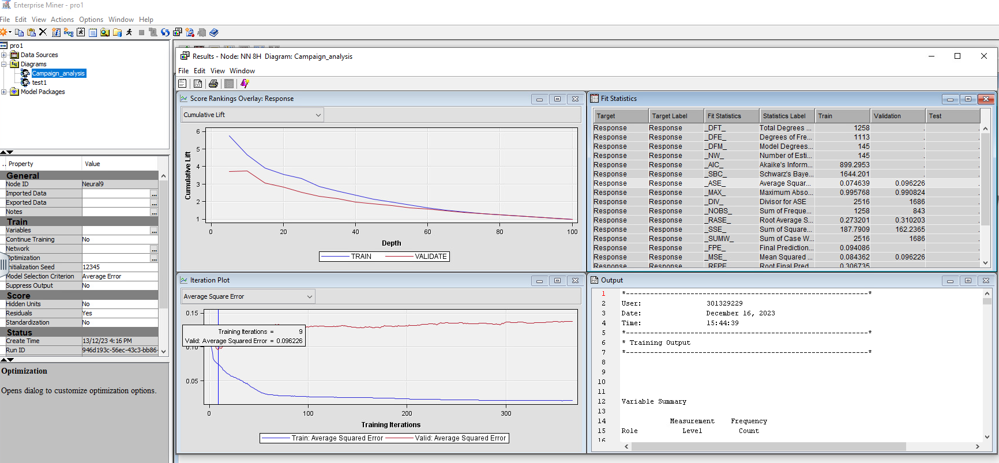 Enterprise Miner - pro1
File Edit View Actions Options Window Help
pro1
Data Sources
Diagrams
Campaign_analysis
test1
Model Packages
.. Property Value
General
Node ID Neural9
Imported Data ...
Exported Data ...
Notes ...
Train
Variables ...
Continue Training No
Network ...
Optimization ...
Initialization Seed 12345
Model Selection Criterion Average Error
Suppress Output No
Score
Hidden Units No
Residuals Yes
Standardization No
Status
Create Time 13/12/23 4:16 PM
Run ID 946d193c-56ec-43c3-bb86-
Optimization
Opens dialog to customize optimization options.
Results - Node: NN 8H Diagram: Campaign_analysis
File Edit View Window
Score Rankings Overlay: Response
Cumulative Lift
6
5
4
3
2
1
Cumulative Lift
0 20 40 60 80 100
Depth
TRAIN VALIDATE
Fit Statistics
Target Target Label Fit Statistics Statistics Label Train Validation Test
Response Response _DFT_ Total Degrees ... 1258 . .
Response Response _DFE_ Degrees of Fre... 1113 . .
Response Response _DFM_ Model Degrees... 145 . .
Response Response _NW_ Number of Esti... 145 . .
Response Response _AIC_ Akaike's Inform... 899.2953 . .
Response Response _SBC_ Schwarz's Baye... 1644.201 . .
Response Response _ASE_ Average Squar... 0.074639 0.096226 .
Response Response _MAX_ Maximum Abso... 0.995768 0.990824 .
Response Response _DIV_ Divisor for ASE 2516 1686 .
Response Response _NOBS_ Sum of Freque... 1258 843 .
Response Response _RASE_ Root Average S... 0.273201 0.310203 .
Response Response _SSE_ Sum of Square... 187.7909 162.2365 .
Response Response _SUMW_ Sum of Case W... 2516 1686 .
Response Response _FPE_ Final Prediction... 0.094086 . .
Response Response _MSE_ Mean Squared ... 0.084362 0.096226 .
Response Response _RFPE_ Root Final Pred... 0.306735 . .
Iteration Plot
Average Square Error
0.15
0.10
0.05
Training Iterations = 9
Valid: Average Squared Error = 0.096226
0 100 200 300
Training Iterations
Train: Average Squared Error Valid: Average Squared Error
Output
1 *------------------------------------------------------------*
2 User: 301329229
3 Date: December 16, 2023
4 Time: 15:44:39
5 *------------------------------------------------------------*
6 * Training Output
7 *------------------------------------------------------------*
8
9
10
11
12 Variable Summary
13
14 Measurement Frequency
15 Role Level Count
16